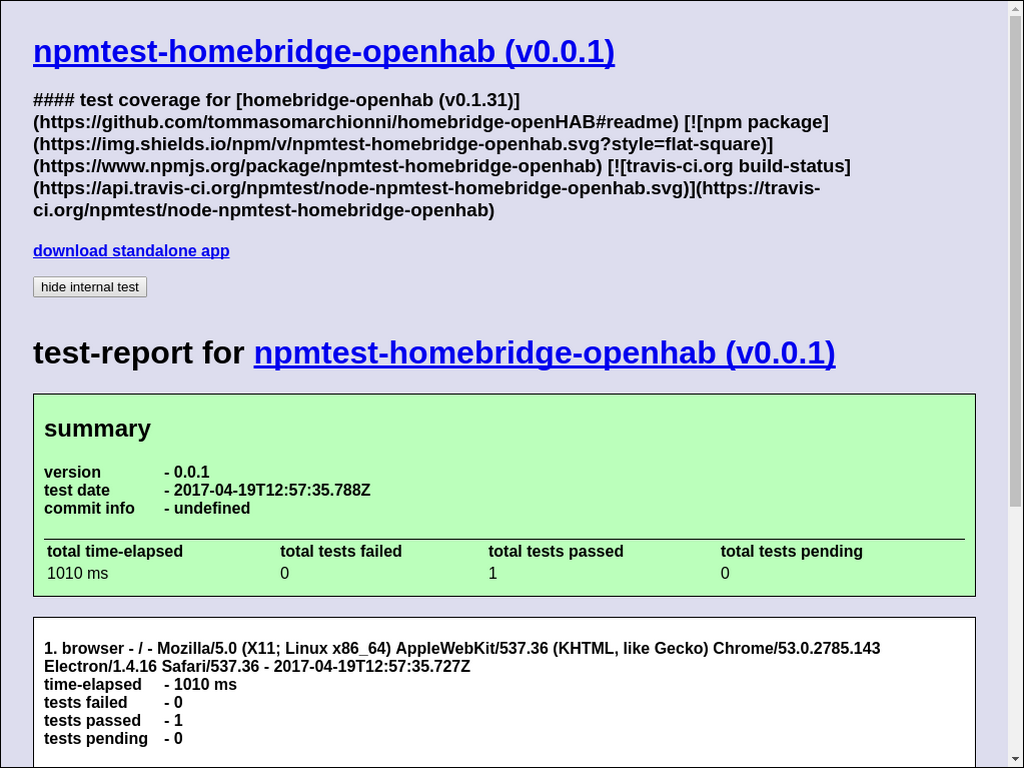 npmtest-homebridge-openhab (v0.0.1)
#### test coverage for [homebridge-openhab (v0.1.31)]
(https://github.com/tommasomarchionni/homebridge-openHAB#readme) [![npm package]
(https://img.shields.io/npm/v/npmtest-homebridge-openhab.svg?style=flat-square)]
(https://www.npmjs.org/package/npmtest-homebridge-openhab) [![travis-ci.org build-status]
(https://api.travis-ci.org/npmtest/node-npmtest-homebridge-openhab.svg)](https://travis-
ci.org/npmtest/node-npmtest-homebridge-openhab)
download standalone app
hide internal test
test-report for npmtest-homebridge-openhab (v0.0.1)
summary
version - 0.0.1
test date - 2017-04-19T12:57:35.788Z
commit info - undefined
total time-elapsed total tests failed total tests passed total tests pending
1010 ms 0 1 0
1. browser - / - Mozilla/5.0 (X11; Linux x86_64) AppleWebKit/537.36 (KHTML, like Gecko) Chrome/53.0.2785.143
Electron/1.4.16 Safari/537.36 - 2017-04-19T12:57:35.727Z
time-elapsed - 1010 ms
tests failed - 0
tests passed - 1
tests pending - 0